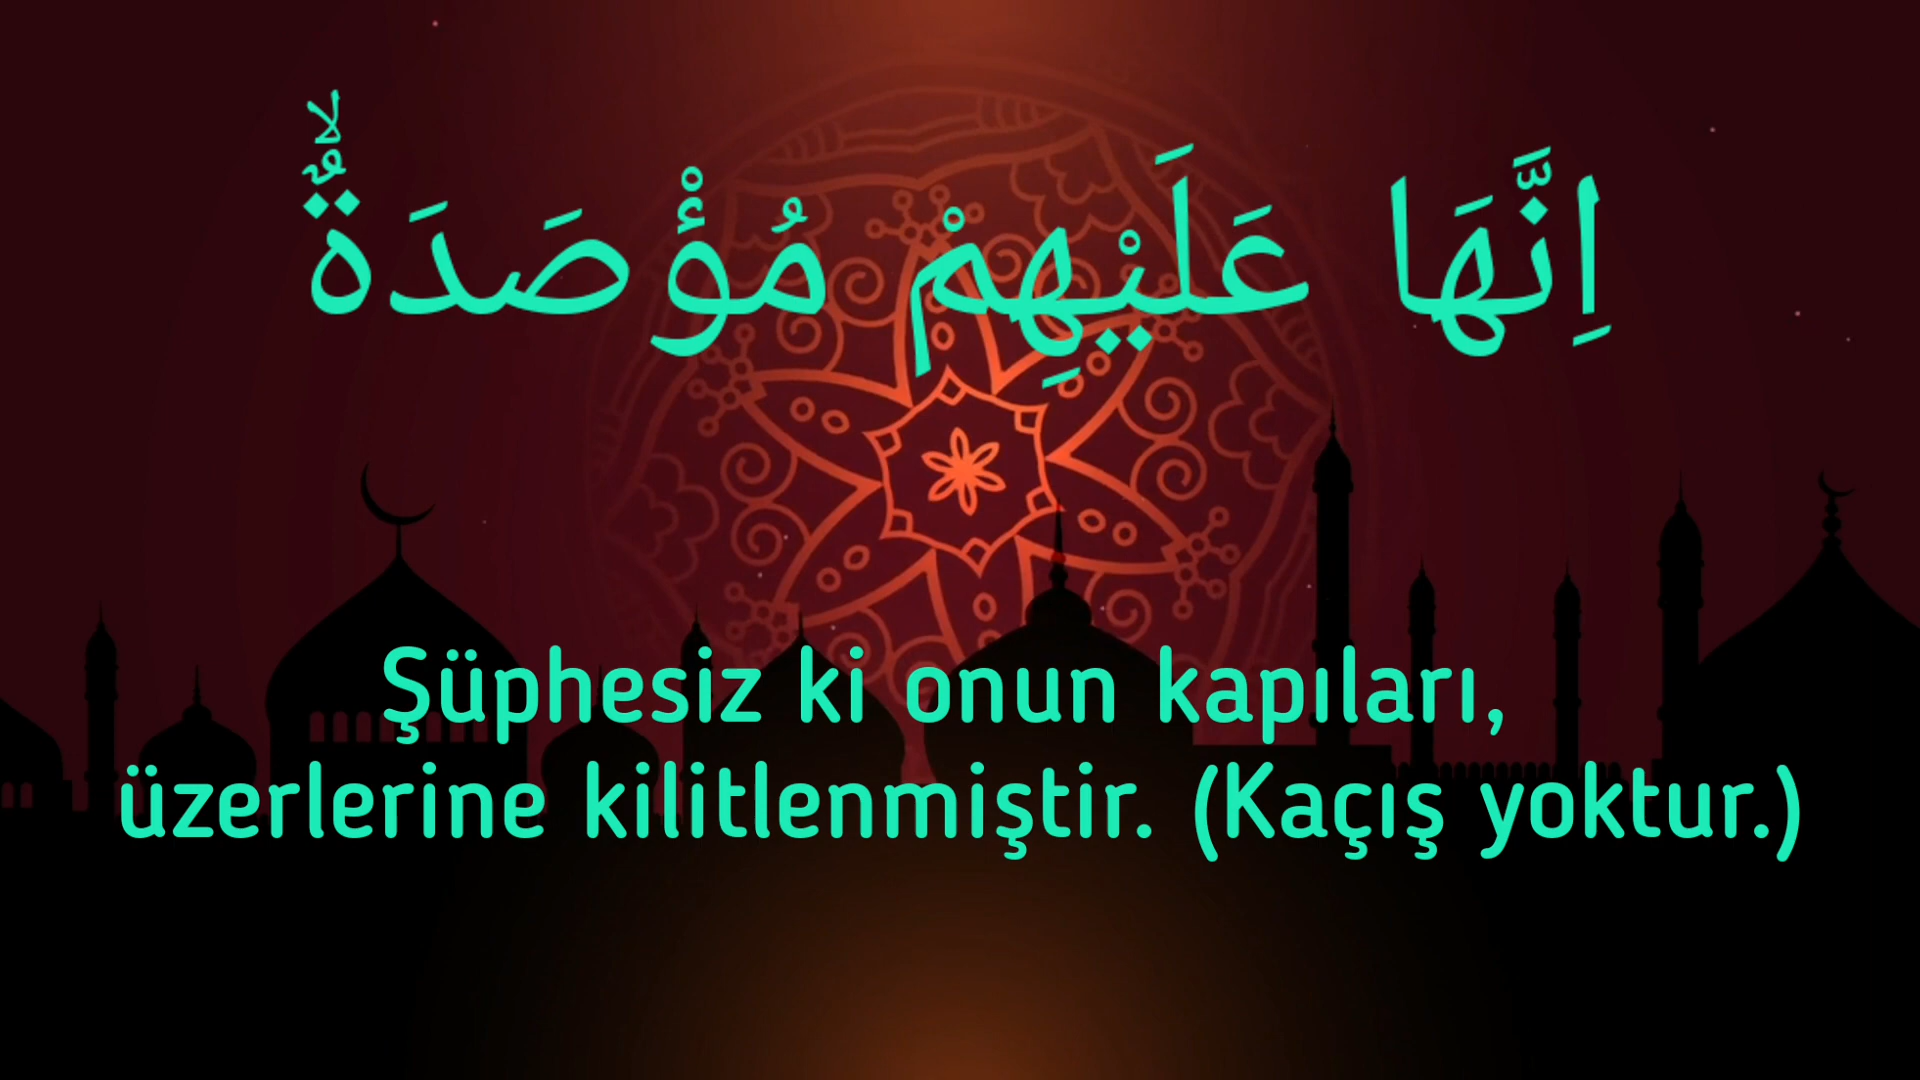 اِنَّهَا عَلَيْهِمْ مُؤْصَدَةٌۙ
Şüphesiz ki onun kapıları,
üzerlerine kilitlenmiştir. (Kaçış yoktur.)